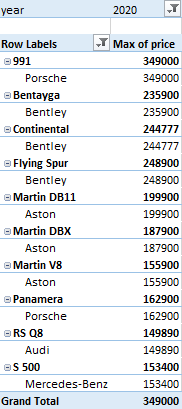 year 2020
Row Labels Max of price
991 349000
Porsche 349000
Bentayga 235900
Bentley 235900
Continental 244777
Bentley 244777
Flying Spur 248900
Bentley 248900
Martin DB11 199900
Aston 199900
Martin DBX 187900
Aston 187900
Martin V8 155900
Aston 155900
Panamera 162900
Porsche 162900
RS Q8 149890
Audi 149890
S 500 153400
Mercedes-Benz 153400
Grand Total 349000